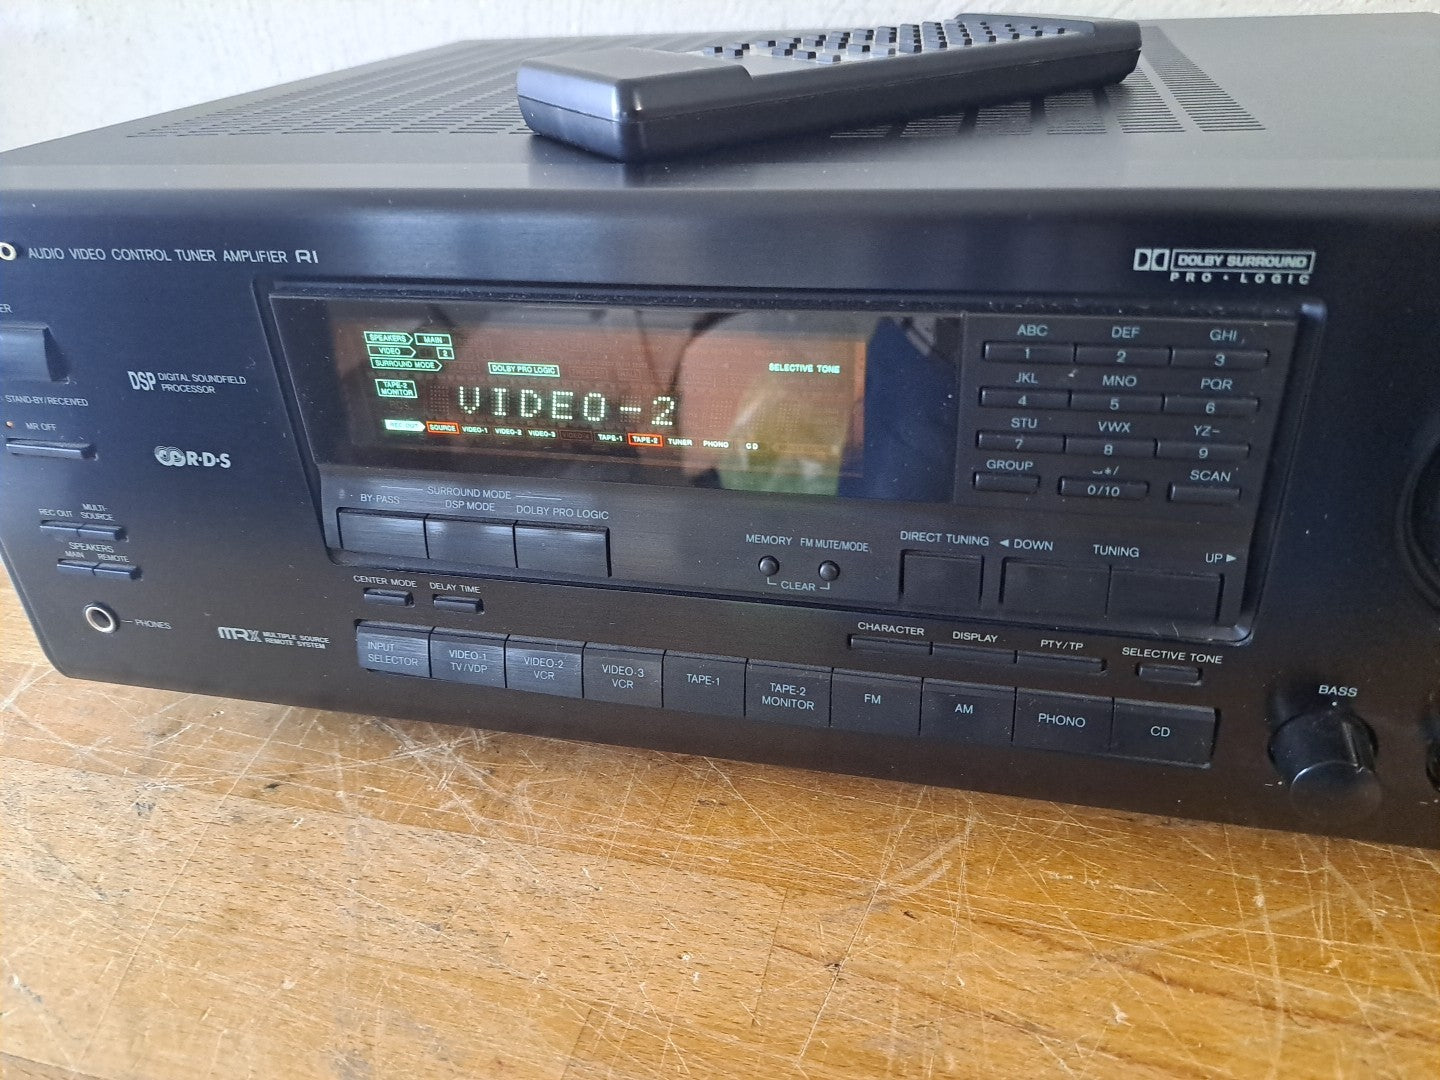 AUDIO VIDEO CONTROL TUNER AMPLIFIER RI
DOLBY SURROUND
PRO · LOGIC
DSP DIGITAL SOUNDFIELD
PROCESSOR
STAND-BY/RECEIVED
MR OFF
R·D·S
REC OUT
MULTI-
SOURCE
SPEAKERS
MAIN REMOTE
PHONES
MRX MULTIPLE SOURCE
REMOTE SYSTEM
SPEAKERS MAIN
VIDEO 2
SURROUND MODE
DOLBY PRO LOGIC
SELECTIVE TONE
TAPE-2
MONITOR
VIDEO-2
REC OUT SOURCE VIDEO-1 VIDEO-2 VIDEO-3 VIDEO-4 TAPE-1 TAPE-2 TUNER PHONO CD
ABC DEF GHI
1 2 3
JKL MNO PQR
4 5 6
STU VWX YZ-
7 8 9
GROUP */ SCAN
0/10
SURROUND MODE
BY-PASS DSP MODE DOLBY PRO LOGIC
MEMORY FM MUTE/MODE
CLEAR
DIRECT TUNING ◄ DOWN TUNING UP ►
CENTER MODE DELAY TIME
CHARACTER DISPLAY PTY/TP SELECTIVE TONE
INPUT
SELECTOR
VIDEO-1
TV/VDP
VIDEO-2
VCR
VIDEO-3
VCR
TAPE-1
TAPE-2
MONITOR
FM
AM
PHONO
CD
BASS